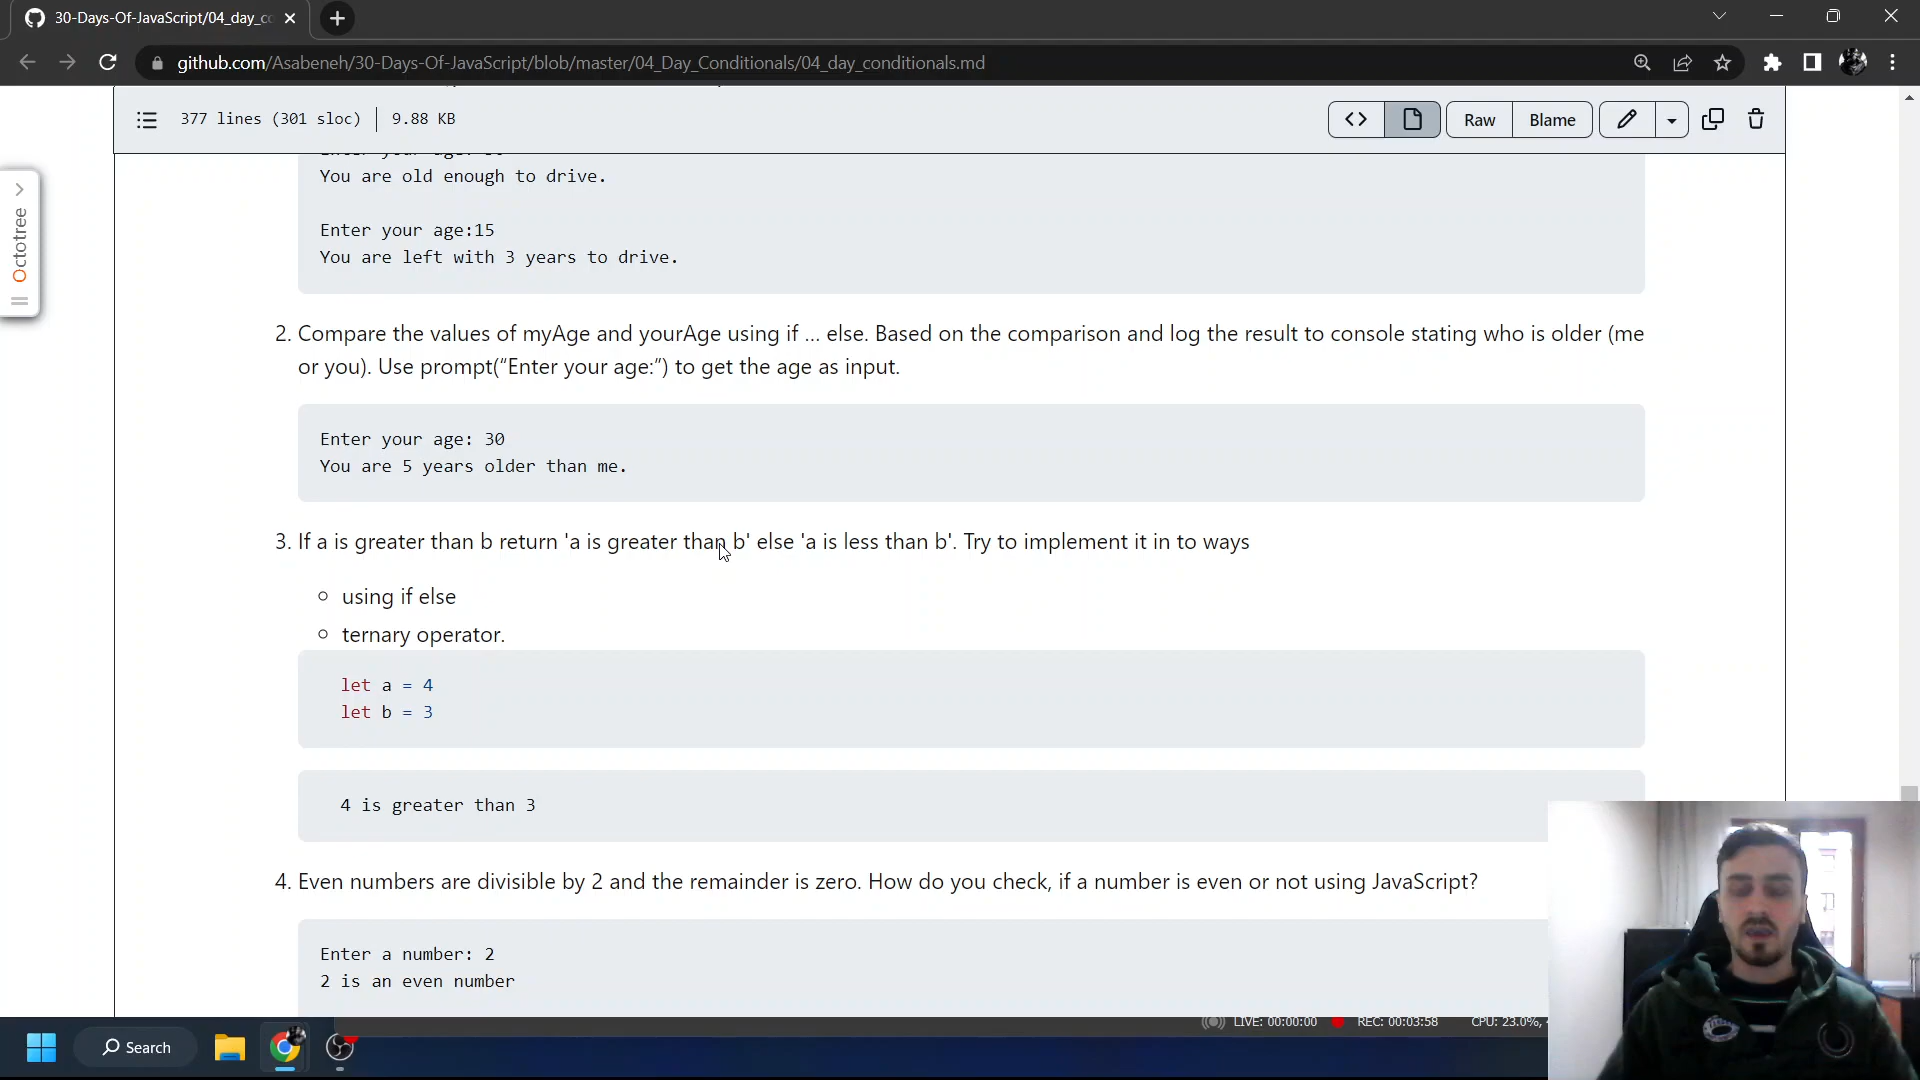 30-Days-Of-JavaScript/04_day_co
github.com/Asabeneh/30-Days-Of-JavaScript/blob/master/04_Day_Conditionals/04_day_conditionals.md
377 lines (301 sloc) 9.88 KB
Raw Blame
Octotree
You are old enough to drive.
Enter your age:15
You are left with 3 years to drive.
2. Compare the values of myAge and yourAge using if … else. Based on the comparison and log the result to console stating who is older (me
or you). Use prompt(“Enter your age:”) to get the age as input.
Enter your age: 30
You are 5 years older than me.
3. If a is greater than b return 'a is greater than b' else 'a is less than b'. Try to implement it in to ways
using if else
ternary operator.
let a = 4
let b = 3
4 is greater than 3
4. Even numbers are divisible by 2 and the remainder is zero. How do you check, if a number is even or not using JavaScript?
Enter a number: 2
2 is an even number
LIVE: 00:00:00 REC: 00:03:58 CPU: 23.0%,
Search